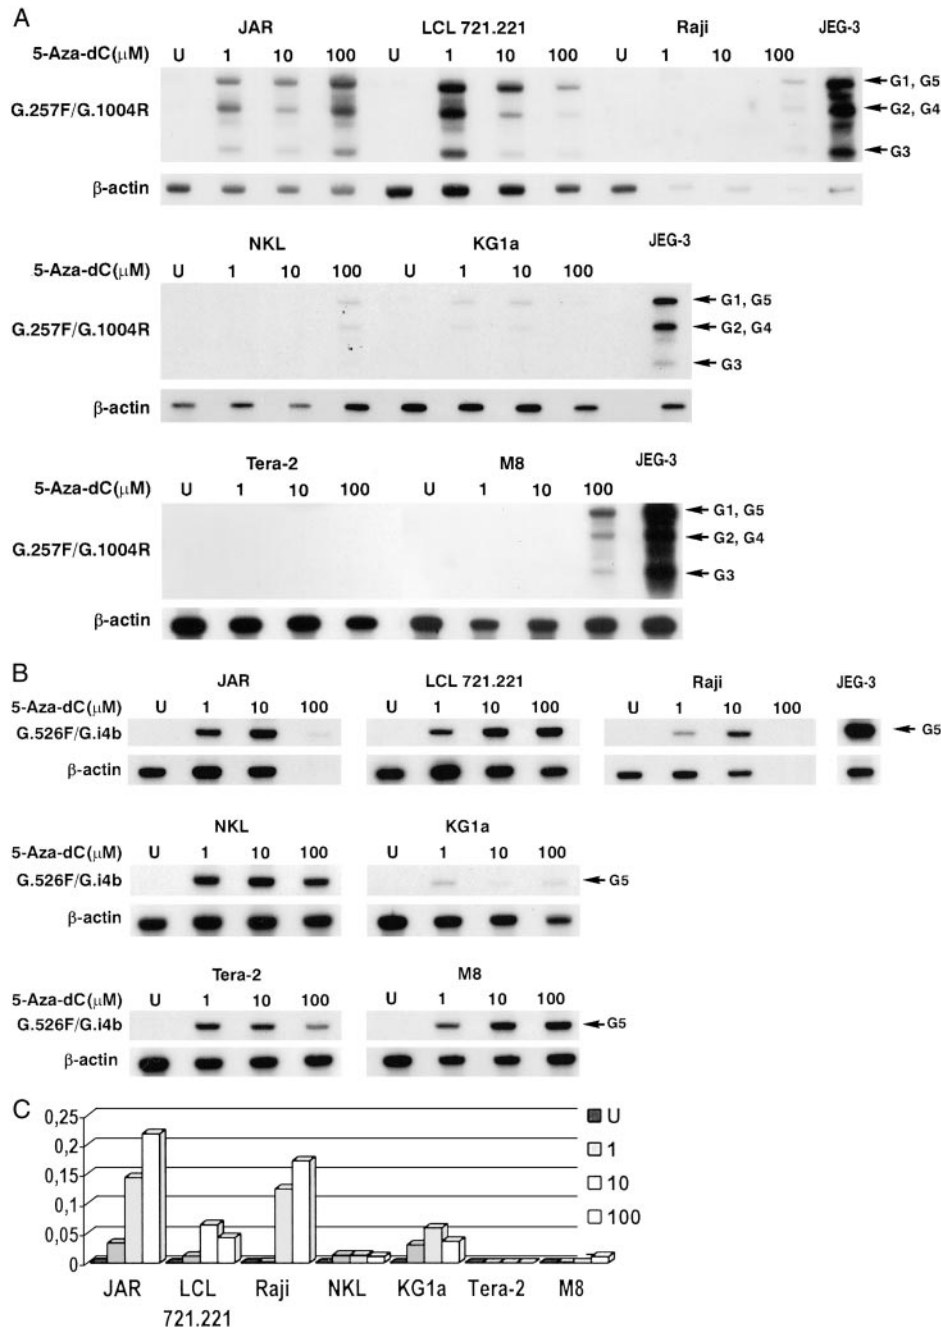 A
JAR LCL 721.221 Raji JEG-3
5-Aza-dC(μM) U 1 10 100 U 1 10 100 U 1 10 100
G.257F/G.1004R
G1, G5
G2, G4
G3
β-actin
NKL KG1a JEG-3
5-Aza-dC(μM) U 1 10 100 U 1 10 100
G.257F/G.1004R
G1, G5
G2, G4
G3
β-actin
Tera-2 M8 JEG-3
5-Aza-dC(μM) U 1 10 100 U 1 10 100
G.257F/G.1004R
G1, G5
G2, G4
G3
β-actin
B
JAR LCL 721.221 Raji JEG-3
5-Aza-dC(μM) U 1 10 100 U 1 10 100 U 1 10 100
G.526F/G.i4b G5
β-actin
NKL KG1a
5-Aza-dC(μM) U 1 10 100 U 1 10 100
G.526F/G.i4b G5
β-actin
Tera-2 M8
5-Aza-dC(μM) U 1 10 100 U 1 10 100
G.526F/G.i4b G5
β-actin
C
0,25
0,2
0,15
0,1
0,05
0
U
1
10
100
JAR LCL 721.221 Raji NKL KG1a Tera-2 M8